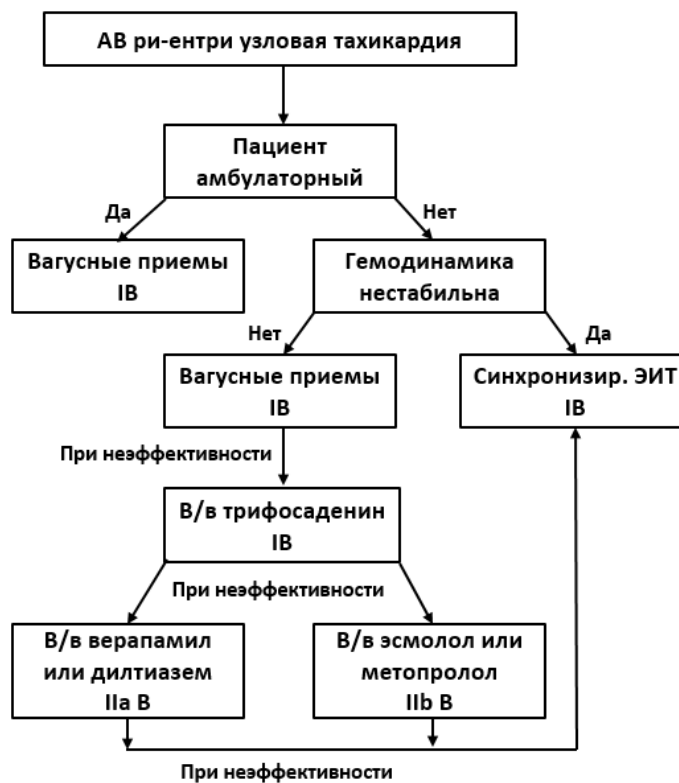 АВ ри-ентри узловая тахикардия
Пациент
амбулаторный
Да
Нет
Вагусные приемы
IB
Гемодинамика
нестабильна
Нет
Да
Вагусные приемы
IB
Синхронизир. ЭИТ
IB
При неэффективности
В/в трифосаденин
IB
При неэффективности
В/в верапамил
или дилтиазем
IIa B
В/в эсмолол или
метопролол
IIb B
При неэффективности